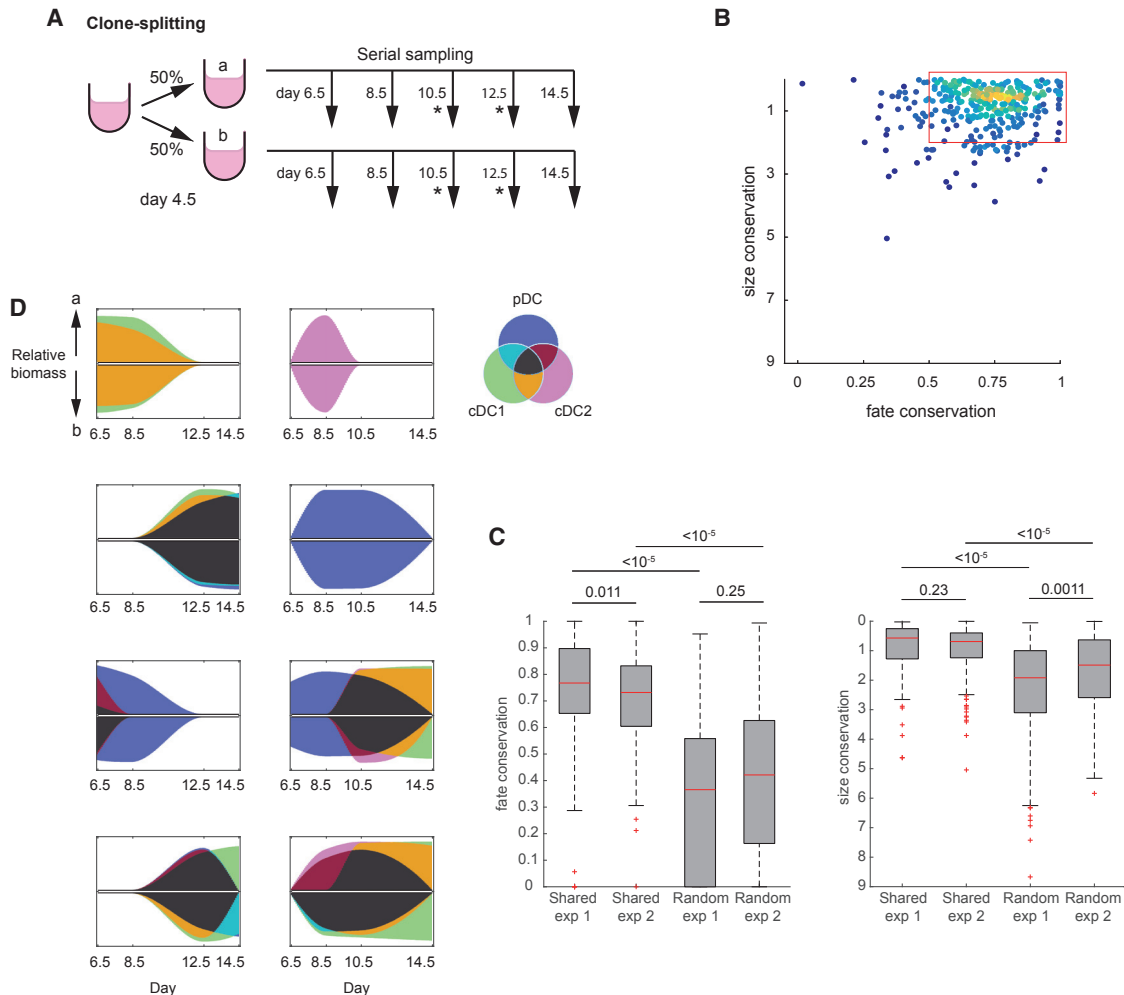 A Clone-splitting
50%
50%
a
b
day 4.5
Serial sampling
day 6.5 8.5 10.5 12.5 14.5
* *
day 6.5 8.5 10.5 12.5 14.5
* *
B
size conservation
1
3
5
7
9
0 0.25 0.5 0.75 1
fate conservation
D
a
Relative
biomass
b
6.5 8.5 12.5 14.5
6.5 8.5 10.5 14.5
pDC
cDC1 cDC2
6.5 8.5 12.5 14.5
6.5 8.5 10.5 14.5
6.5 8.5 12.5 14.5
6.5 8.5 10.5 14.5
6.5 8.5 12.5 14.5
6.5 8.5 10.5 14.5
Day Day
C
<10-5
<10-5
0.011 0.25
fate conservation
1
0.9
0.8
0.7
0.6
0.5
0.4
0.3
0.2
0.1
0
Shared Shared Random Random
exp 1 exp 2 exp 1 exp 2
<10-5
<10-5
0.23 0.0011
size conservation
0
1
2
3
4
5
6
7
8
9
Shared Shared Random Random
exp 1 exp 2 exp 1 exp 2